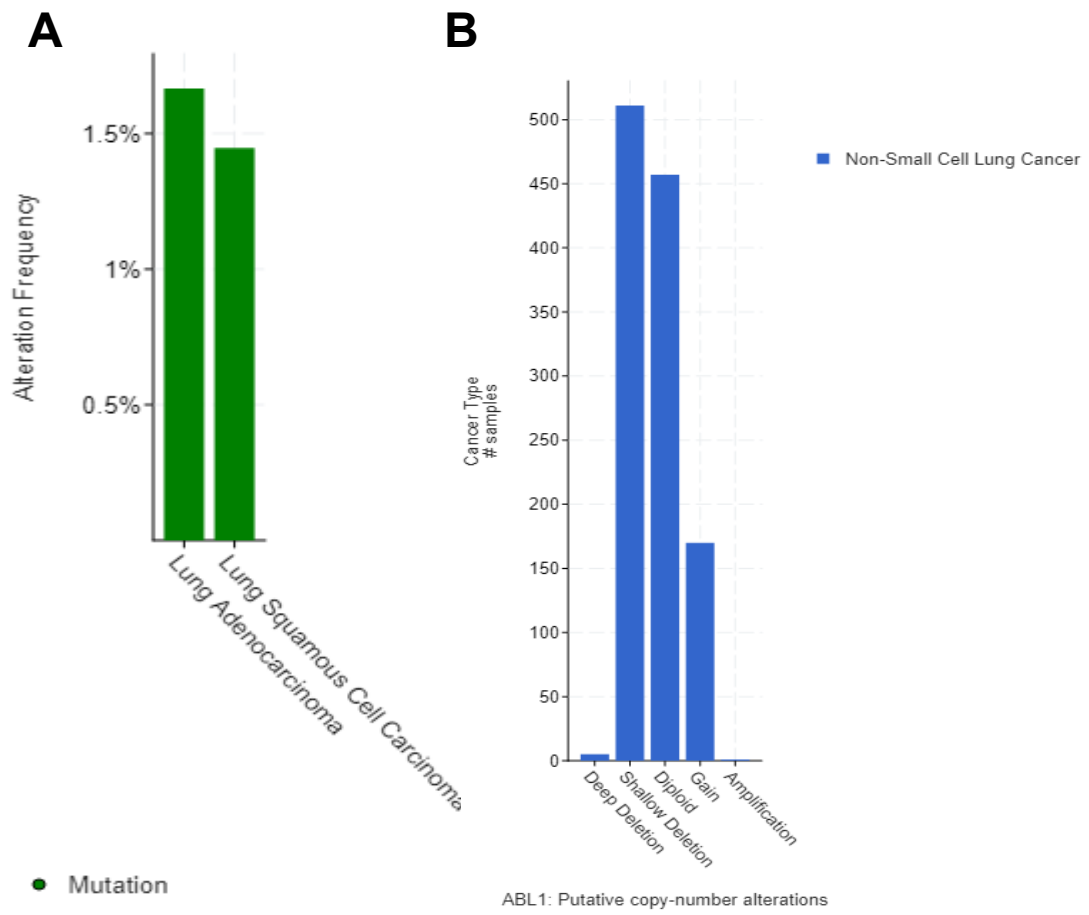 A
Alteration Frequency
1.5%
1%
0.5%
Lung Adenocarcinoma
Lung Squamous Cell Carcinoma
Mutation
B
Cancer Type
# samples
500
450
400
350
300
250
200
150
100
50
0
Deep Deletion
Shallow Deletion
Diploid
Gain
Amplification
ABL1: Putative copy-number alterations
Non-Small Cell Lung Cancer